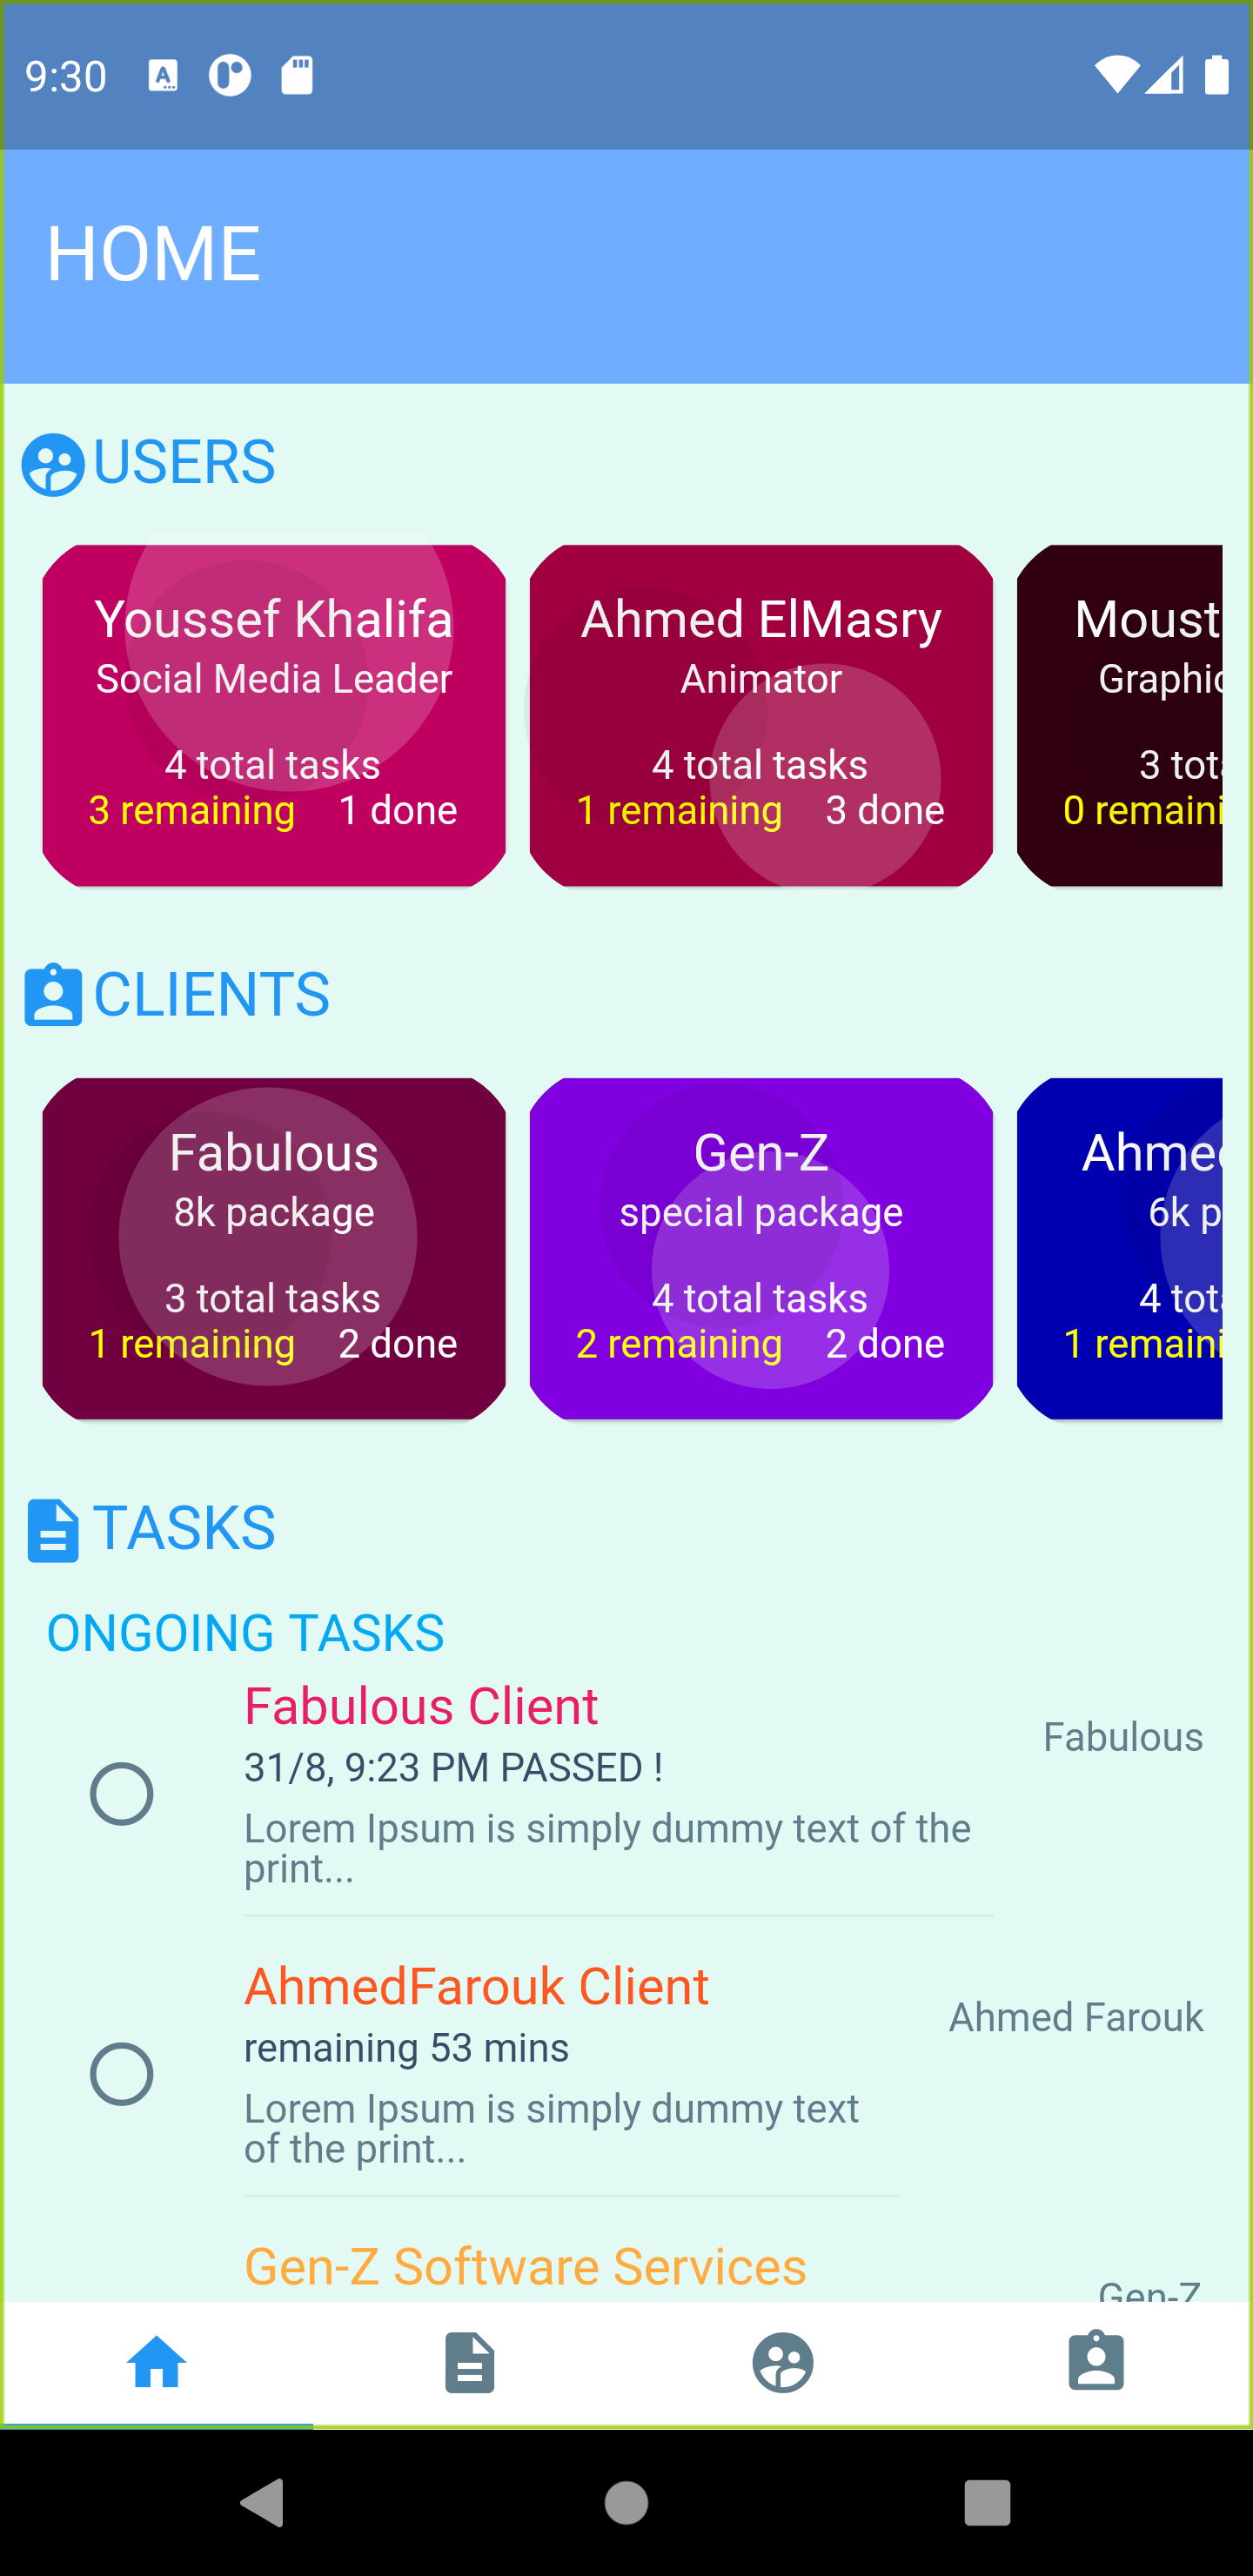 9:30
HOME
USERS
Youssef Khalifa
Social Media Leader
4 total tasks
3 remaining 1 done
Ahmed ElMasry
Animator
4 total tasks
1 remaining 3 done
Moust
Graphic
3 tot
0 remaini
CLIENTS
Fabulous
8k package
3 total tasks
1 remaining 2 done
Gen-Z
special package
4 total tasks
2 remaining 2 done
Ahmed
6k p
4 tot
1 remaini
TASKS
ONGOING TASKS
Fabulous Client
Fabulous
31/8, 9:23 PM PASSED !
Lorem Ipsum is simply dummy text of the
print...
AhmedFarouk Client
Ahmed Farouk
remaining 53 mins
Lorem Ipsum is simply dummy text
of the print...
Gen-Z Software Services
Gen-Z